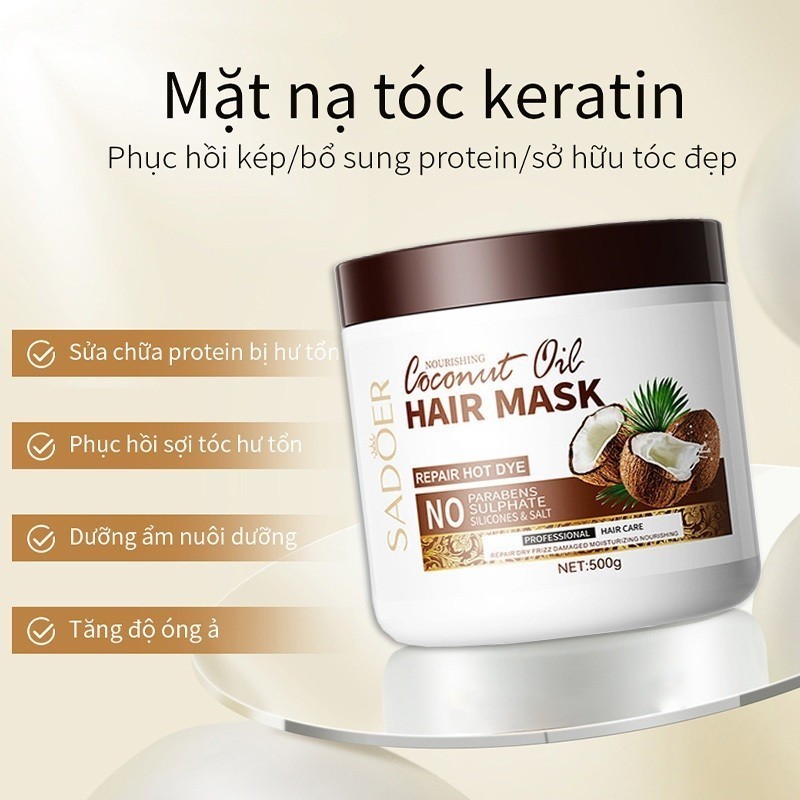 Mặt nạ tóc keratin
Phục hồi kép/bổ sung protein/sở hữu tóc đẹp
Sửa chữa protein bị hư tổn
Phục hồi sợi tóc hư tổn
Dưỡng ẩm nuôi dưỡng
Tăng độ óng ả
SADOER
NOURISHING
Coconut Oil
HAIR MASK
REPAIR HOT DYE
NO PARABENS
SULPHATE
SILICONES & SALT
PROFESSIONAL HAIR CARE
REPAIR DRY FRIZZ DAMAGED MOISTURIZING NOURISHING
NET:500g